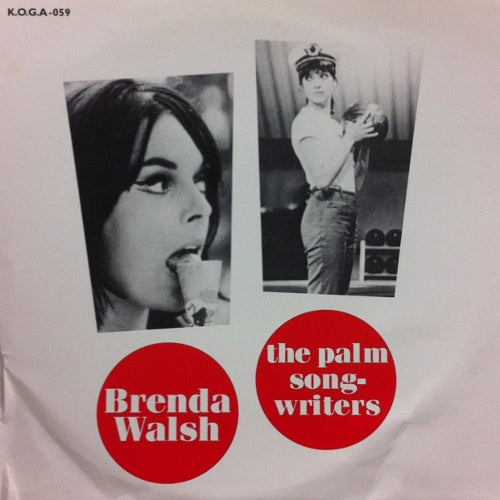 K.O.G.A-059
Brenda
Walsh
the palm
song-
writers